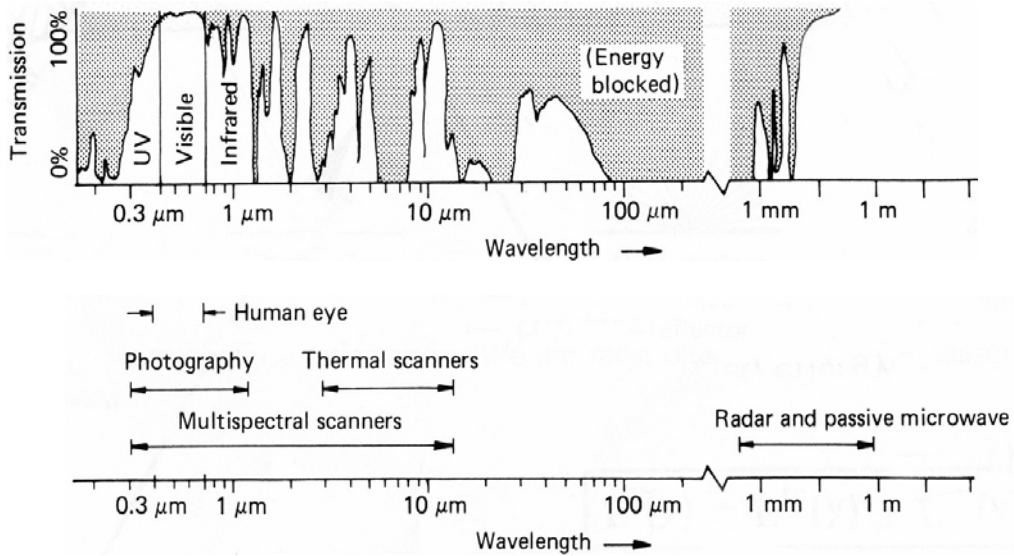 Transmission
100%
0%
UV
Visible
Infrared
(Energy
blocked)
0.3 μm
1 μm
10 μm
100 μm
1 mm
1 m
Wavelength
Human eye
Photography
Thermal scanners
Multispectral scanners
Radar and passive microwave
0.3 μm
1 μm
10 μm
100 μm
1 mm
1 m
Wavelength